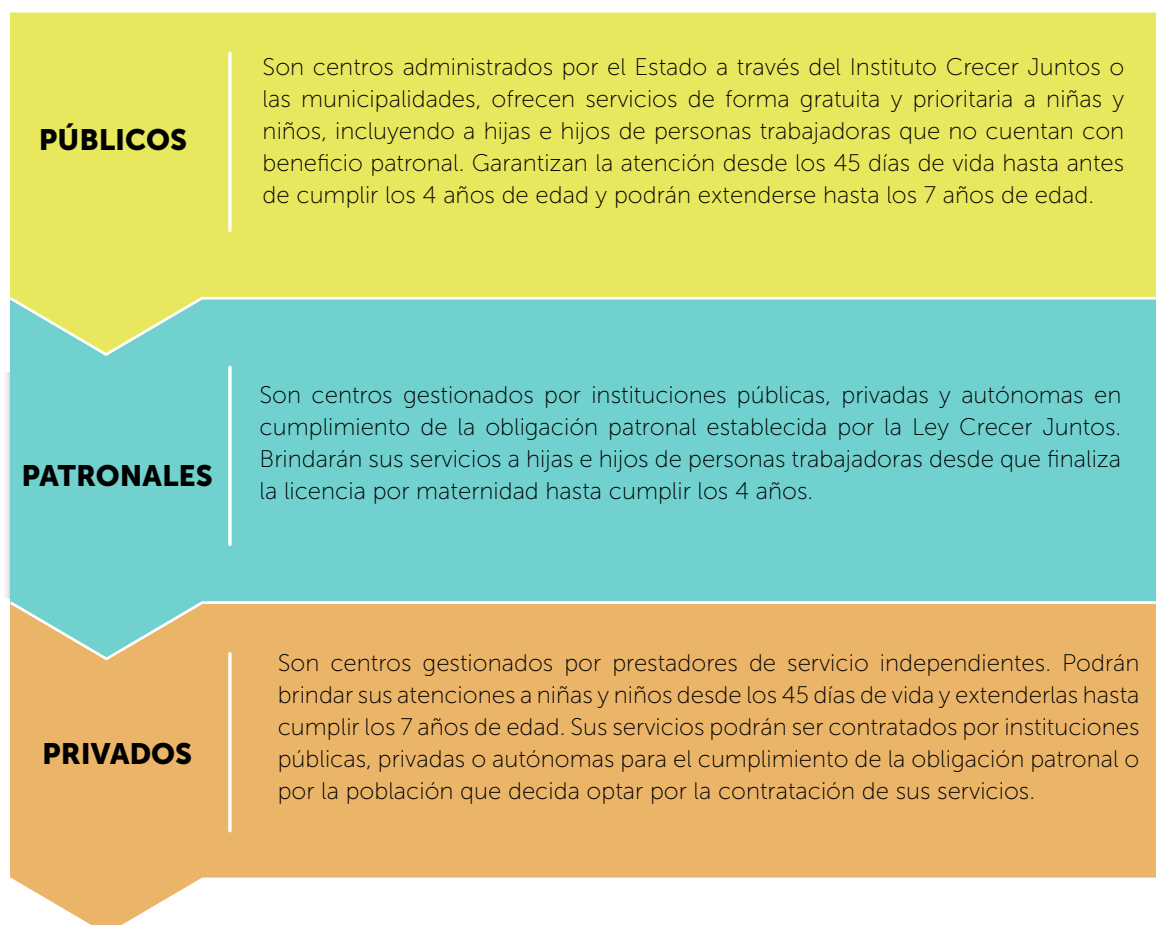 PÚBLICOS
Son centros administrados por el Estado a través del Instituto Crecer Juntos o
las municipalidades, ofrecen servicios de forma gratuita y prioritaria a niñas y
niños, incluyendo a hijas e hijos de personas trabajadoras que no cuentan con
beneficio patronal. Garantizan la atención desde los 45 días de vida hasta antes
de cumplir los 4 años de edad y podrán extenderse hasta los 7 años de edad.
PATRONALES
Son centros gestionados por instituciones públicas, privadas y autónomas en
cumplimiento de la obligación patronal establecida por la Ley Crecer Juntos.
Brindarán sus servicios a hijas e hijos de personas trabajadoras desde que finaliza
la licencia por maternidad hasta cumplir los 4 años.
PRIVADOS
Son centros gestionados por prestadores de servicio independientes. Podrán
brindar sus atenciones a niñas y niños desde los 45 días de vida y extenderlas hasta
cumplir los 7 años de edad. Sus servicios podrán ser contratados por instituciones
públicas, privadas o autónomas para el cumplimiento de la obligación patronal o
por la población que decida optar por la contratación de sus servicios.